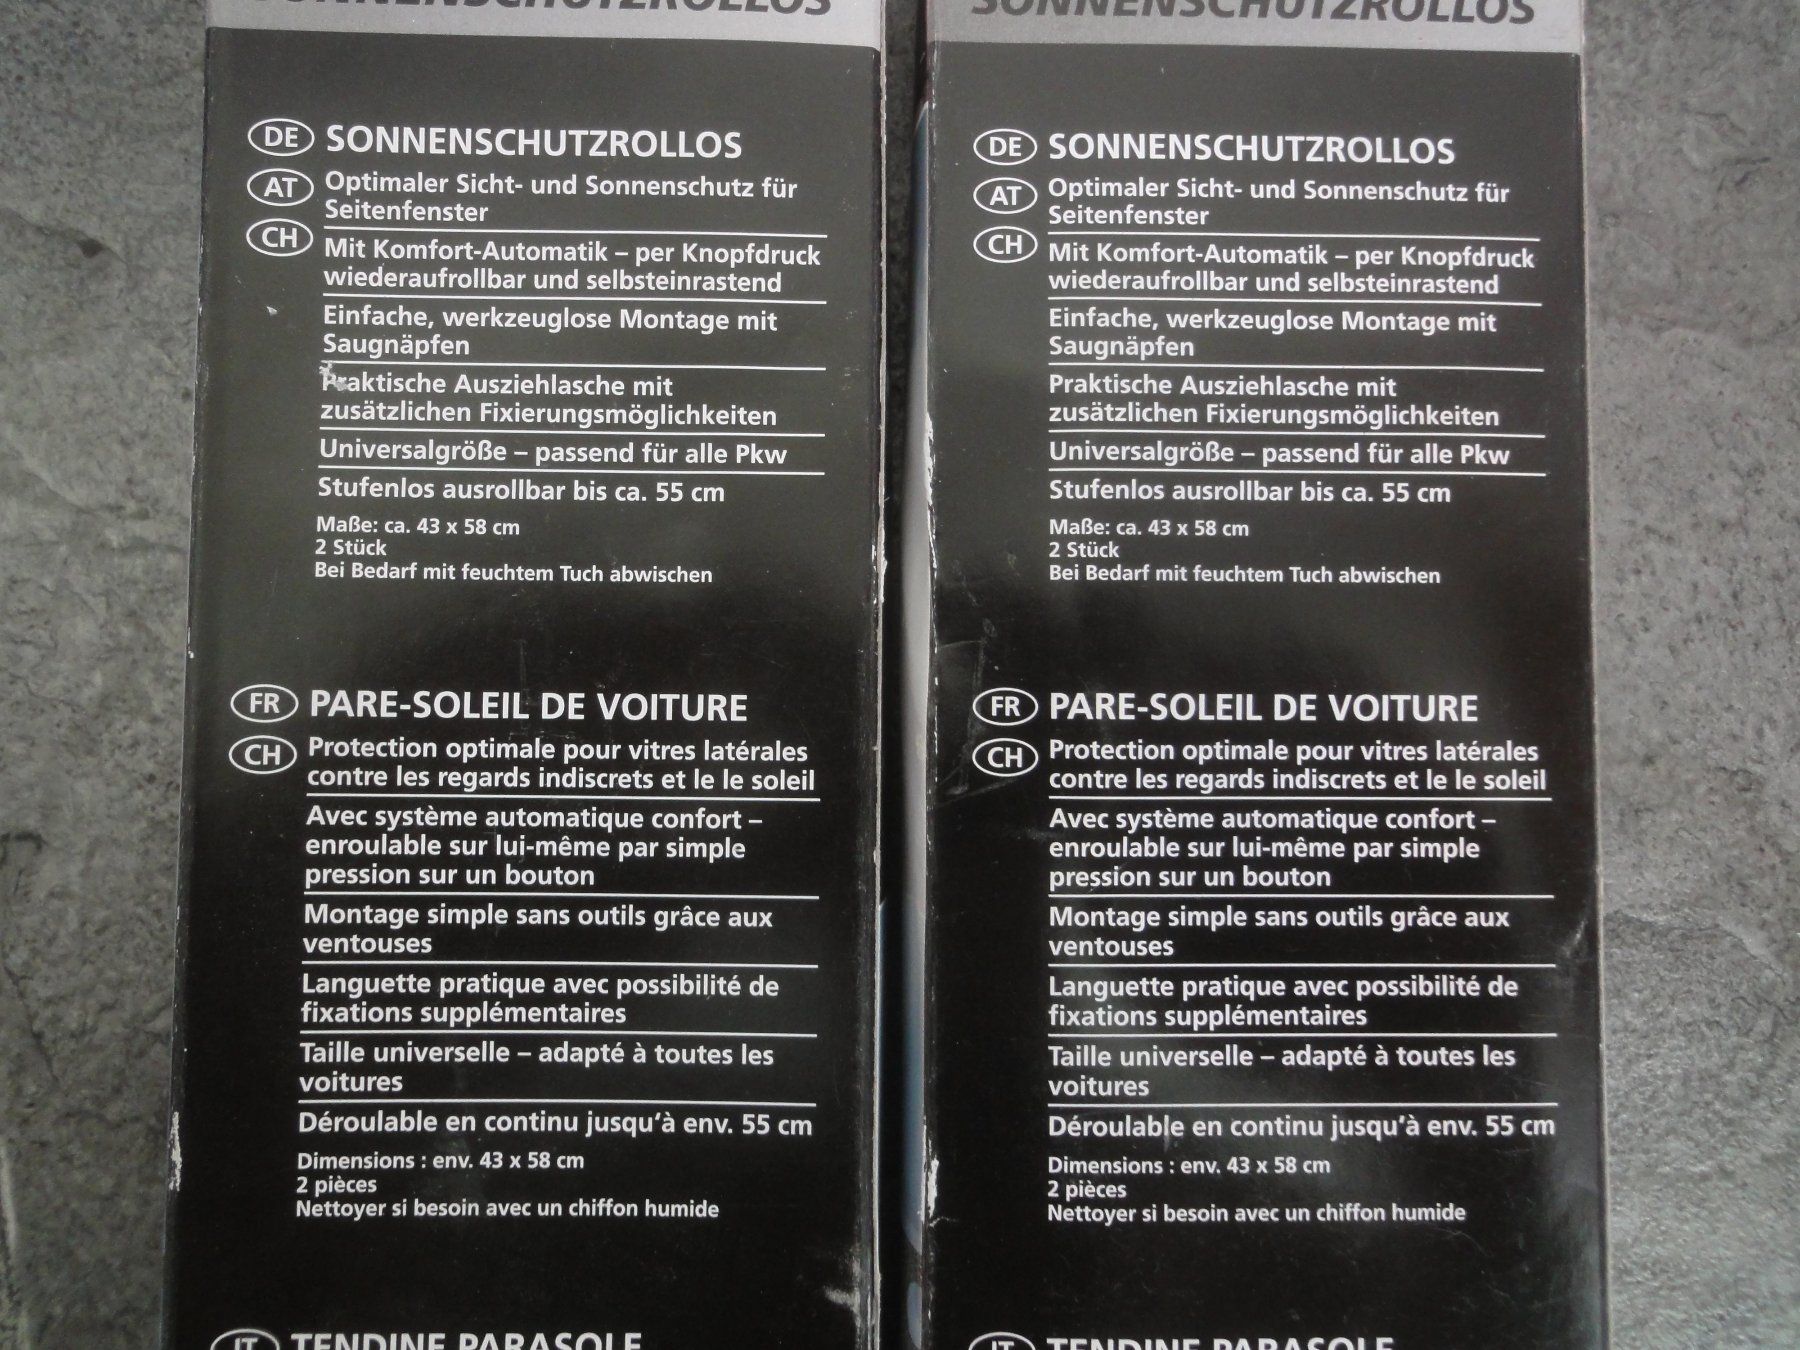 SONNENSCHUTZROLLOS
DE SONNENSCHUTZROLLOS
AT Optimaler Sicht- und Sonnenschutz für
Seitenfenster
CH Mit Komfort-Automatik – per Knopfdruck
wiederaufrollbar und selbsteinrastend
Einfache, werkzeuglose Montage mit
Saugnäpfen
Praktische Ausziehlasche mit
zusätzlichen Fixierungsmöglichkeiten
Universalgröße – passend für alle Pkw
Stufenlos ausrollbar bis ca. 55 cm
Maße: ca. 43 x 58 cm
2 Stück
Bei Bedarf mit feuchtem Tuch abwischen
FR PARE-SOLEIL DE VOITURE
CH Protection optimale pour vitres latérales
contre les regards indiscrets et le le soleil
Avec système automatique confort –
enroulable sur lui-même par simple
pression sur un bouton
Montage simple sans outils grâce aux
ventouses
Languette pratique avec possibilité de
fixations supplémentaires
Taille universelle – adapté à toutes les
voitures
Déroulable en continu jusqu‘à env. 55 cm
Dimensions : env. 43 x 58 cm
2 pièces
Nettoyer si besoin avec un chiffon humide
IT TENDINE PARASOLE
SONNENSCHUTZROLLOS
DE SONNENSCHUTZROLLOS
AT Optimaler Sicht- und Sonnenschutz für
Seitenfenster
CH Mit Komfort-Automatik – per Knopfdruck
wiederaufrollbar und selbsteinrastend
Einfache, werkzeuglose Montage mit
Saugnäpfen
Praktische Ausziehlasche mit
zusätzlichen Fixierungsmöglichkeiten
Universalgröße – passend für alle Pkw
Stufenlos ausrollbar bis ca. 55 cm
Maße: ca. 43 x 58 cm
2 Stück
Bei Bedarf mit feuchtem Tuch abwischen
FR PARE-SOLEIL DE VOITURE
CH Protection optimale pour vitres latérales
contre les regards indiscrets et le le soleil
Avec système automatique confort –
enroulable sur lui-même par simple
pression sur un bouton
Montage simple sans outils grâce aux
ventouses
Languette pratique avec possibilité de
fixations supplémentaires
Taille universelle – adapté à toutes les
voitures
Déroulable en continu jusqu‘à env. 55 cm
Dimensions : env. 43 x 58 cm
2 pièces
Nettoyer si besoin avec un chiffon humide
IT TENDINE PARASOLE